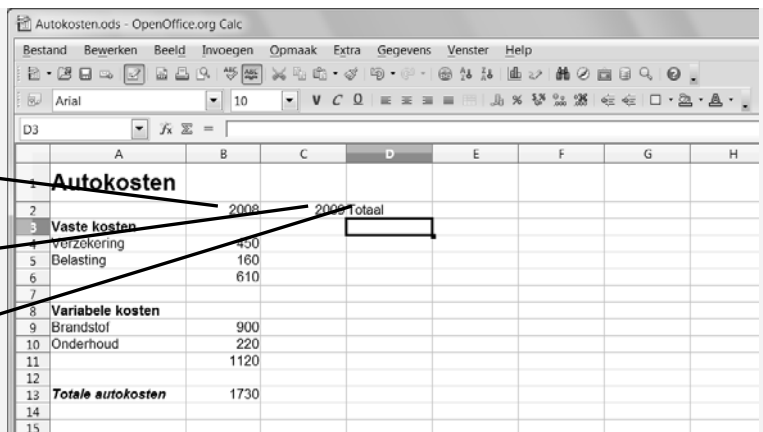 Autokosten.ods - OpenOffice.org Calc
Bestand Bewerken Beeld Invoegen Opmaak Extra Gegevens Venster Help
Arial 10 V C O
D3 =
A B C D E F G H
1 Autokosten
2 2008 2009 Totaal
3 Vaste kosten
4 Verzekering 450
5 Belasting 160
6 610
7
8 Variabele kosten
9 Brandstof 900
10 Onderhoud 220
11 1120
12
13 Totale autokosten 1730
14
15